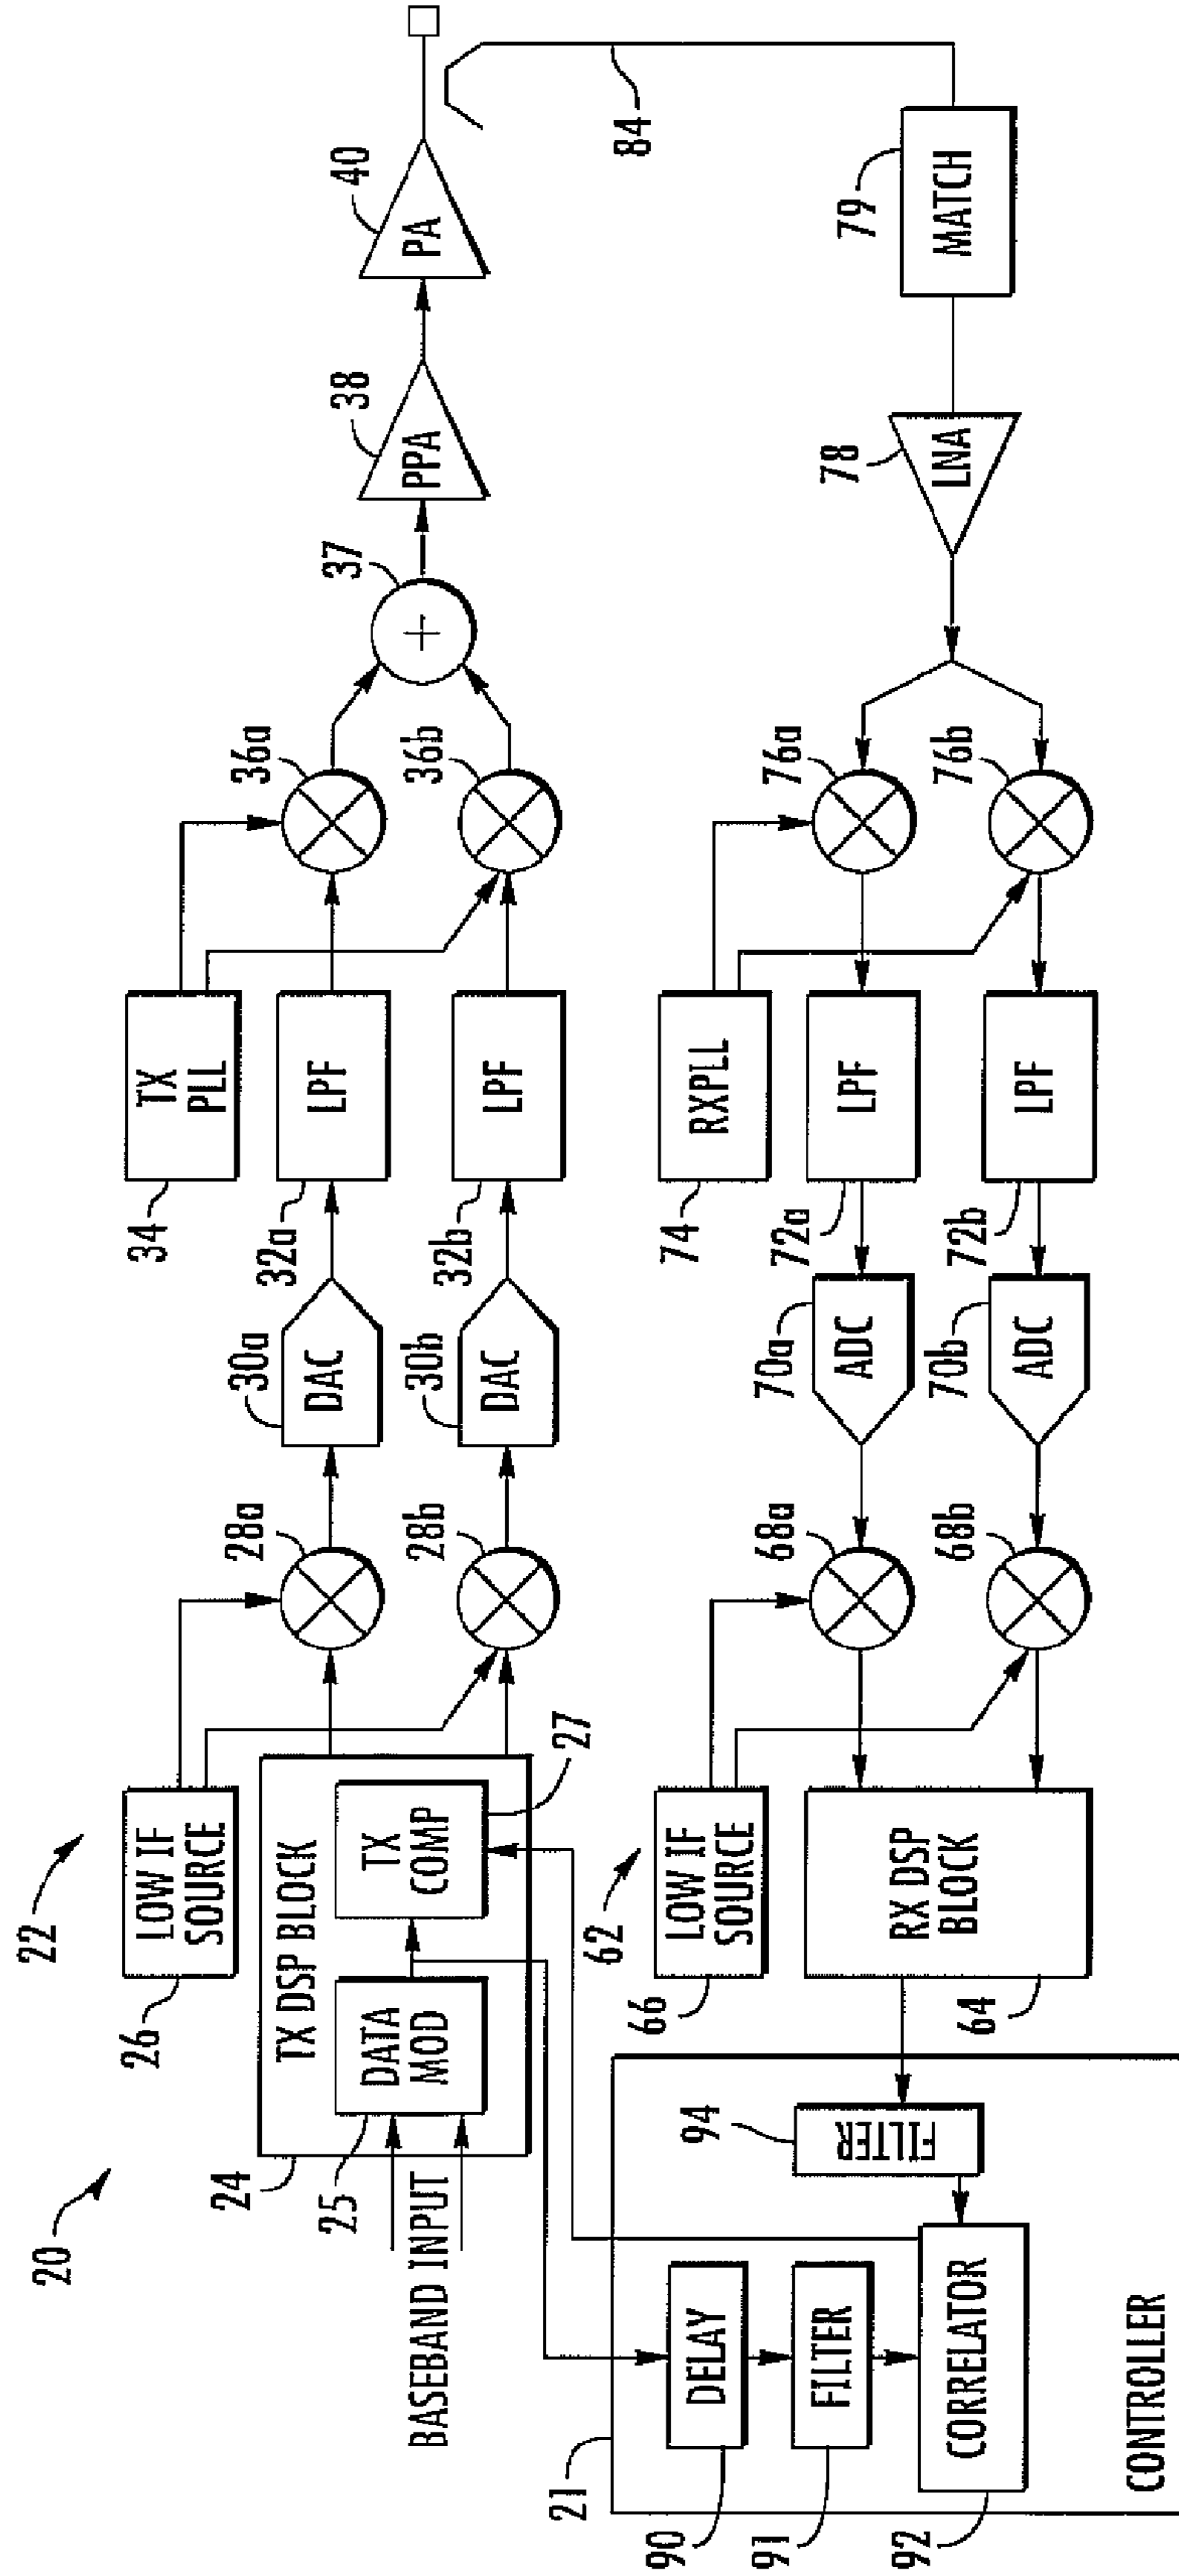 20
22
26
LOW IF
SOURCE
24
TX DSP BLOCK
25
DATA
MOD
TX
COMP
27
BASEBAND INPUT
28a
28b
30a
DAC
30b
DAC
34
TX
PLL
32a
LPF
32b
LPF
36a
36b
37
38
PPA
40
PA
84
62
66
LOW IF
SOURCE
64
RX DSP
BLOCK
68a
68b
70a
ADC
70b
ADC
74
RXPLL
72a
LPF
72b
LPF
76a
76b
78
LNA
79
MATCH
21
90
DELAY
91
FILTER
92
CORRELATOR
94
FILTER
CONTROLLER